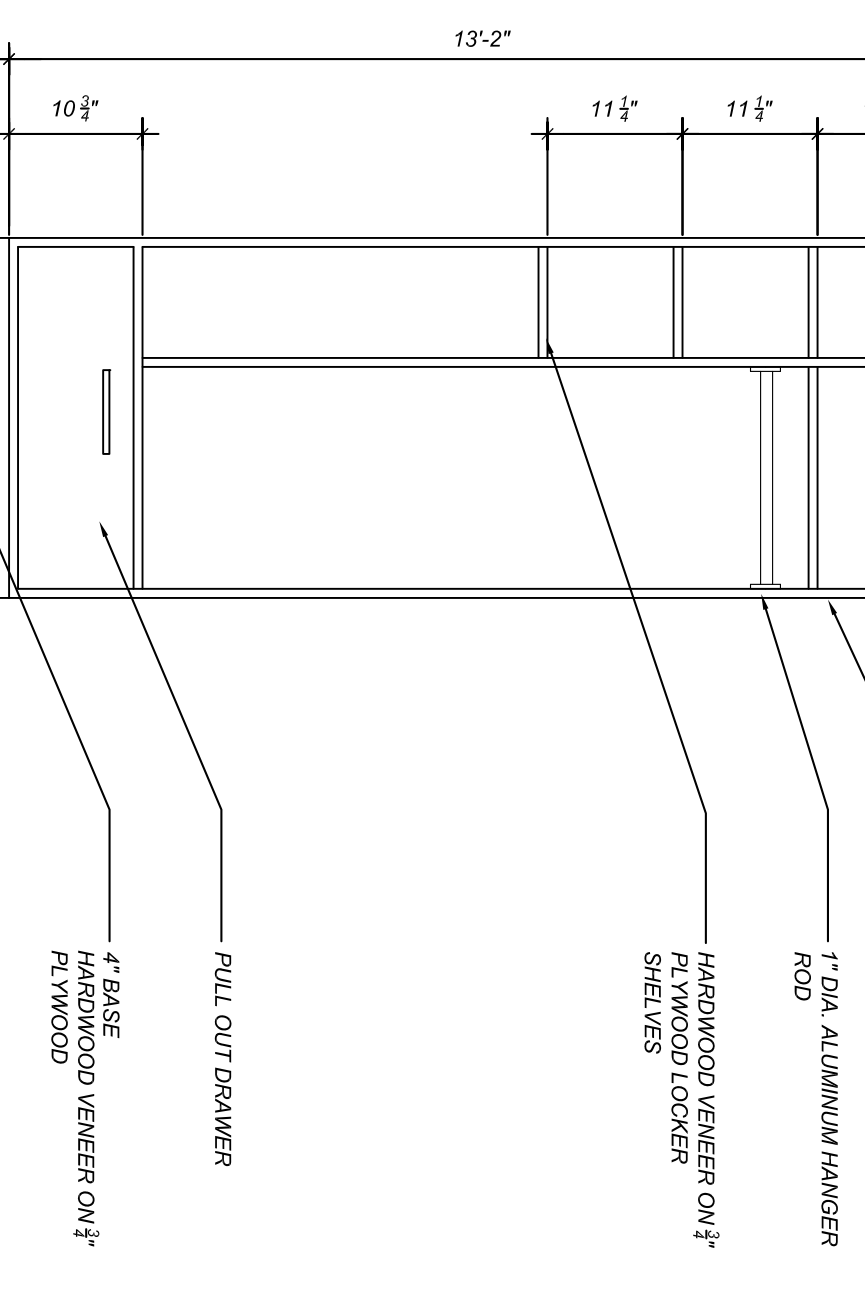 13'-2"
10 3/4"
11 1/4"
11 1/4"
4" BASE
HARDWOOD VENEER ON 3/4"
PLYWOOD
PULL OUT DRAWER
HARDWOOD VENEER ON 3/4"
PLYWOOD LOCKER
SHELVES
1" DIA. ALUMINUM HANGER
ROD